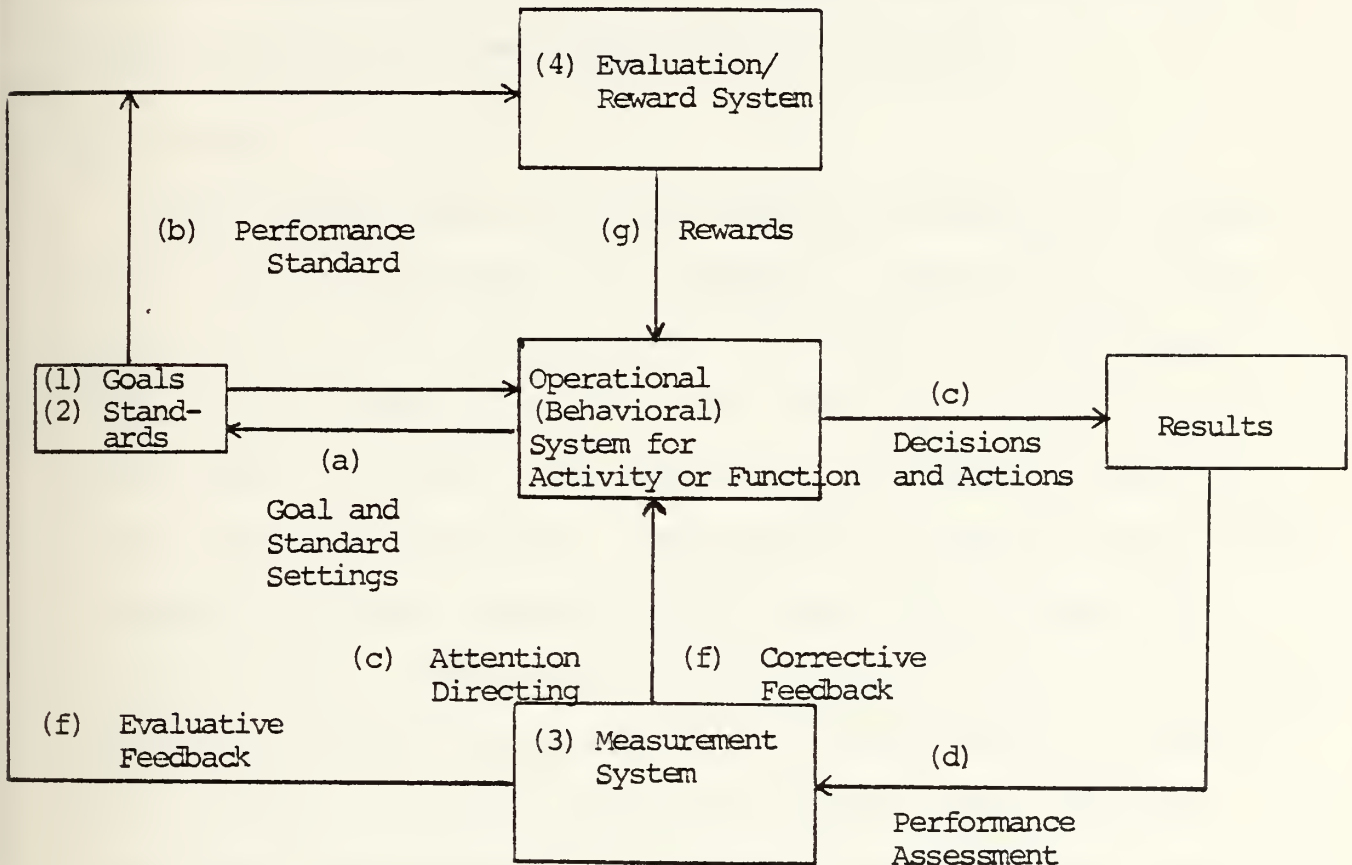 (4) Evaluation/
Reward System
(b) Performance
Standard
(g) Rewards
(1) Goals
(2) Stand-
ards
(a)
Goal and
Standard
Settings
Operational
(Behavioral)
System for
Activity or Function
(c)
Decisions
and Actions
Results
(c) Attention
Directing
(f) Corrective
Feedback
(f) Evaluative
Feedback
(3) Measurement
System
(d)
Performance
Assessment